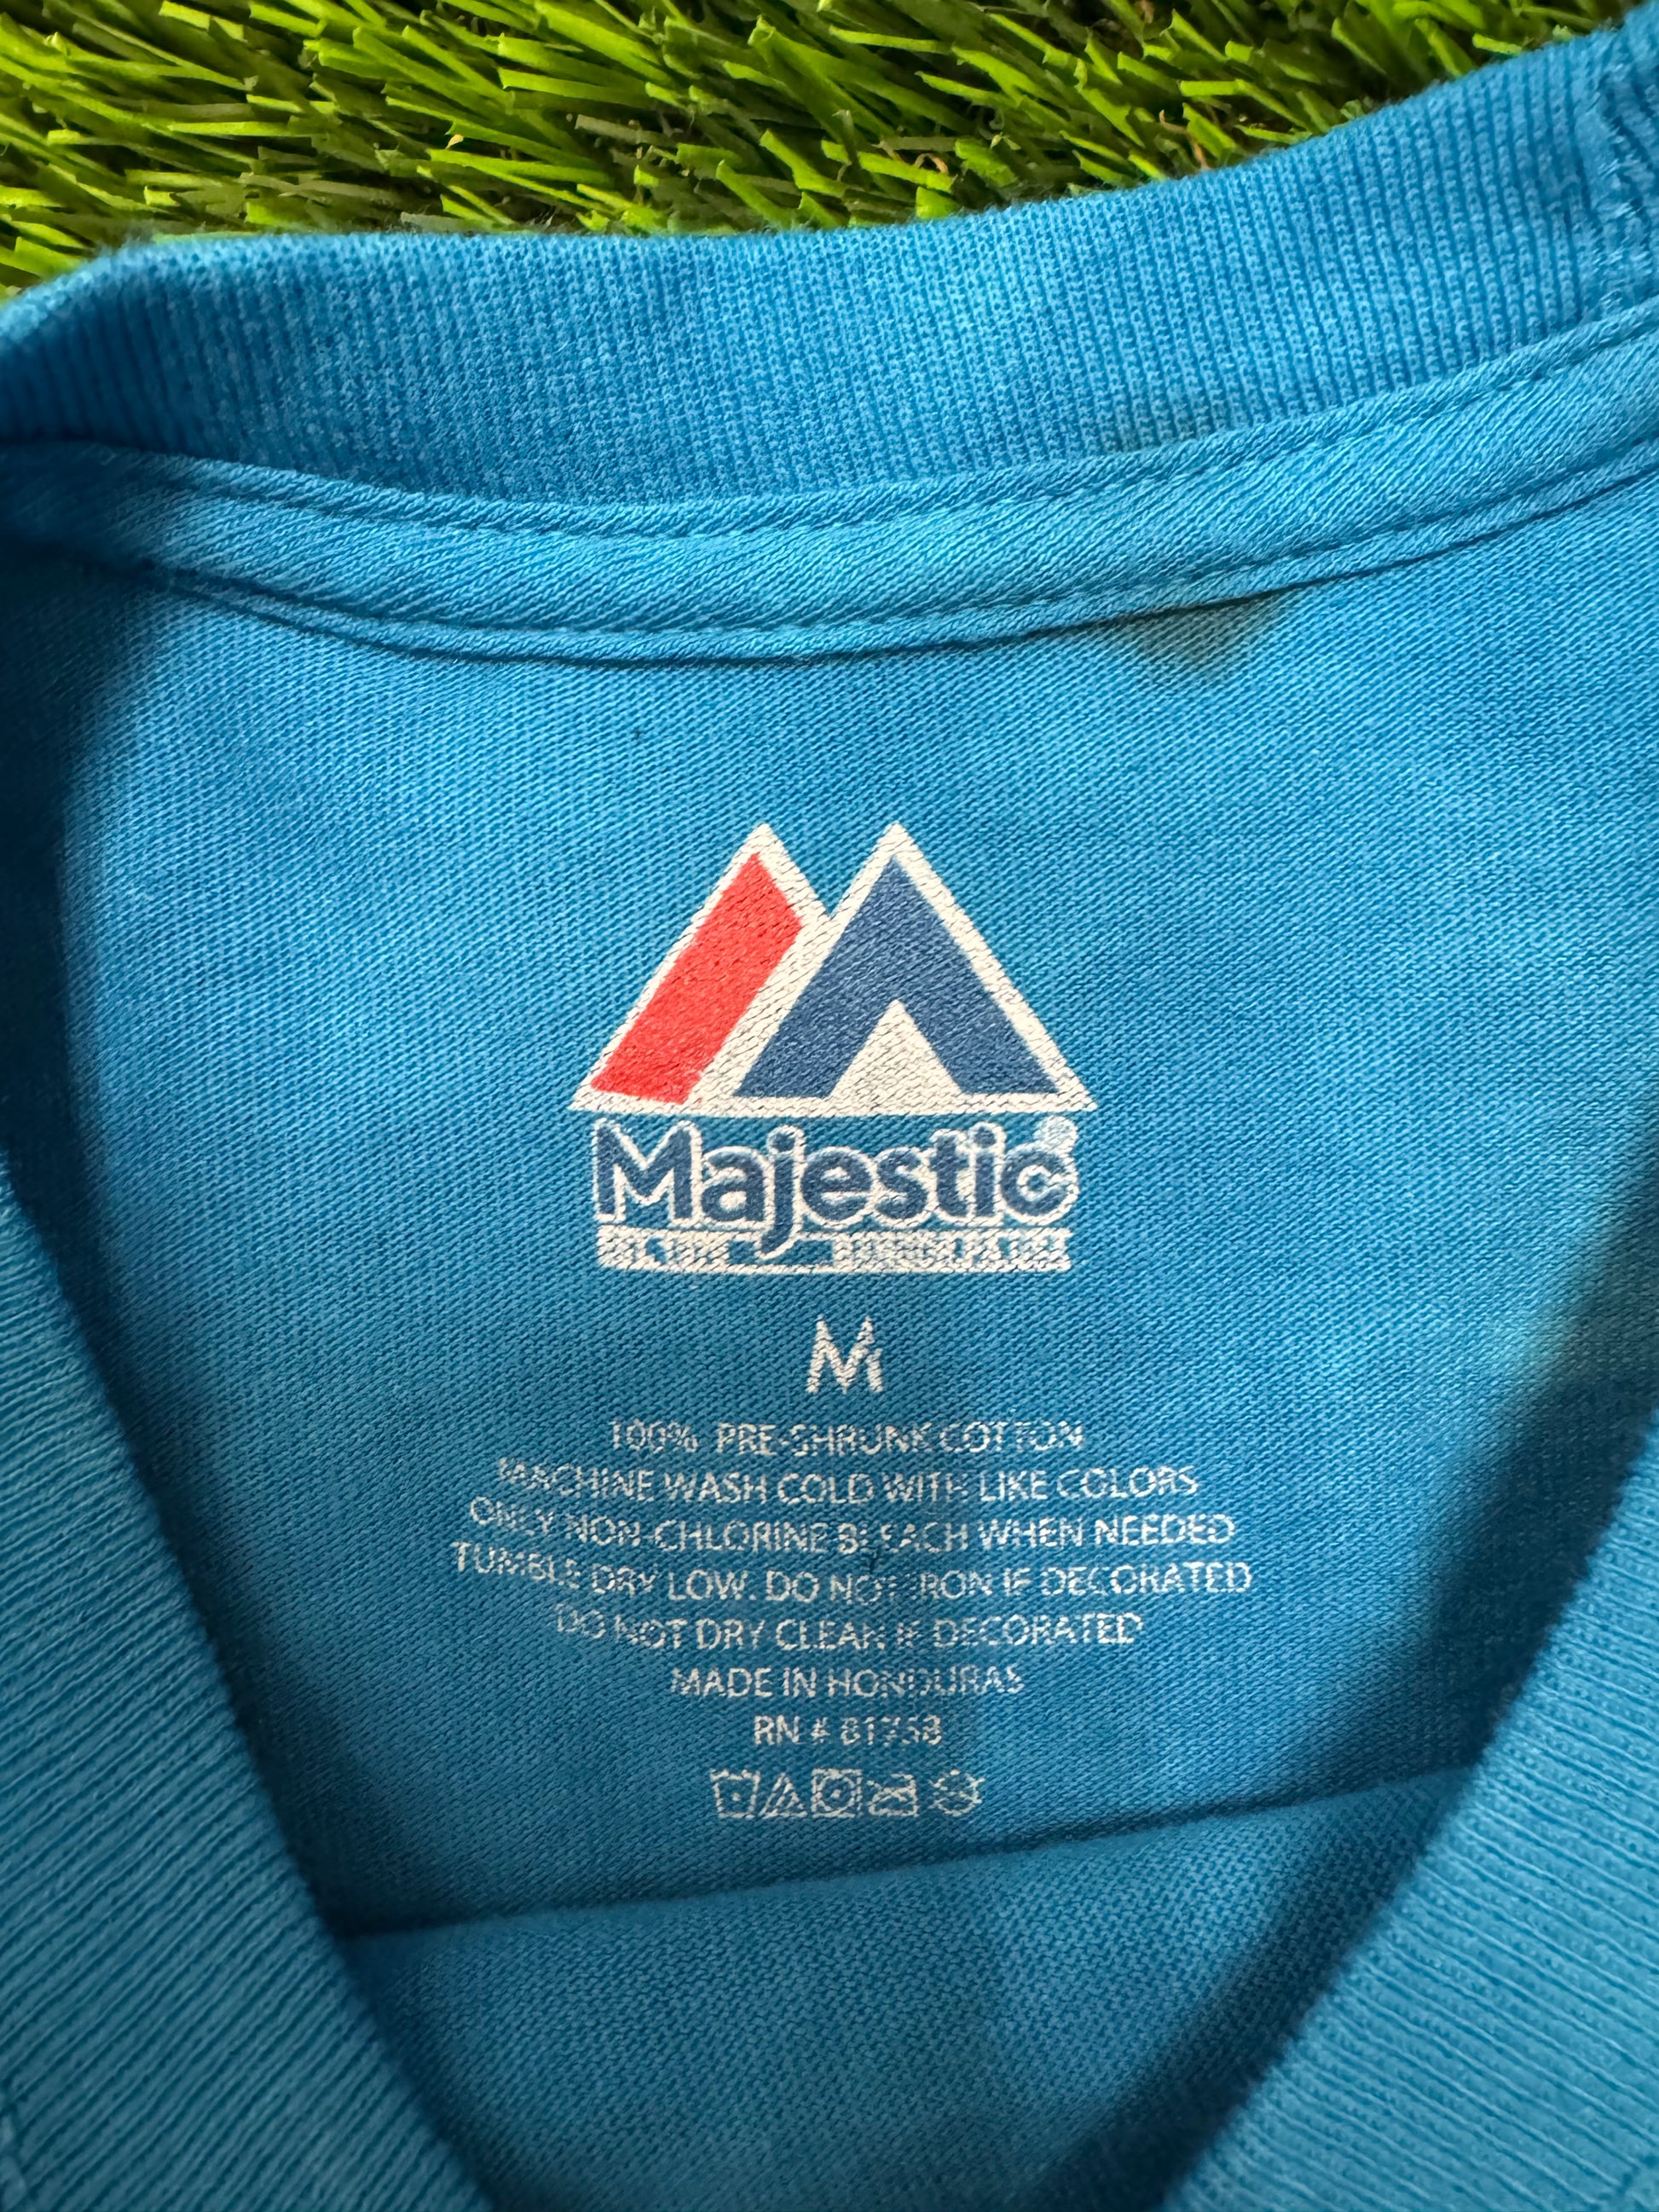 Majestic®
M
100% PRE-SHRUNK COTTON
MACHINE WASH COLD WITH LIKE COLORS
ONLY NON-CHLORINE BLEACH WHEN NEEDED
TUMBLE DRY LOW. DO NOT IRON IF DECORATED
DO NOT DRY CLEAN IF DECORATED
MADE IN HONDURAS
RN # 81758